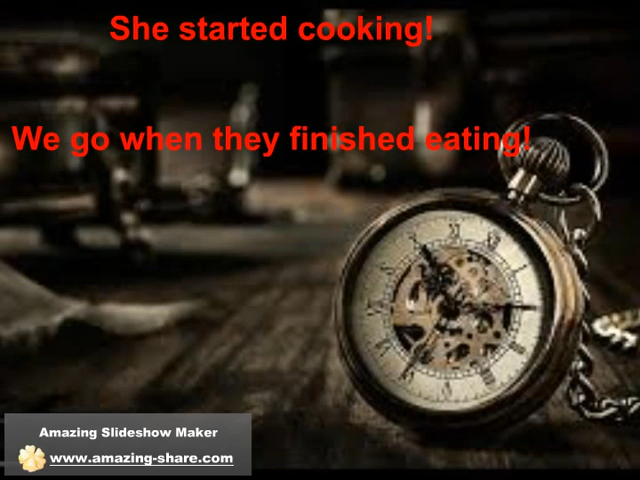 She started cooking!
We go when they finished eating!
Amazing Slideshow Maker
www.amazing-share.com